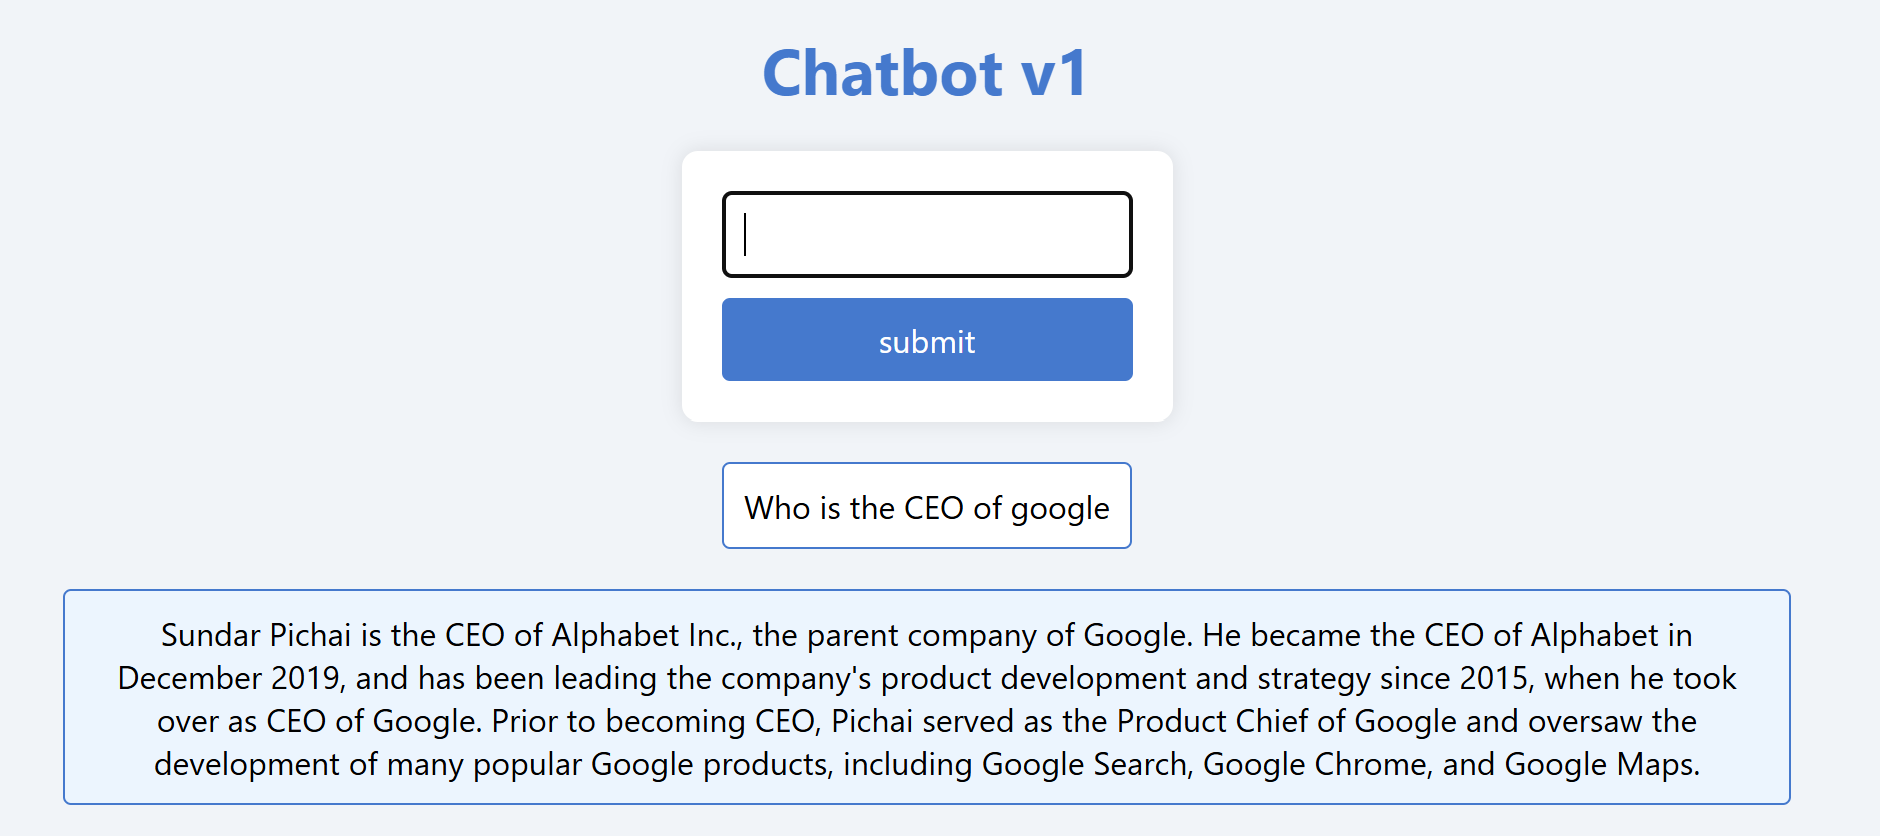 Chatbot v1
submit
Who is the CEO of google
Sundar Pichai is the CEO of Alphabet Inc., the parent company of Google. He became the CEO of Alphabet in
December 2019, and has been leading the company's product development and strategy since 2015, when he took
over as CEO of Google. Prior to becoming CEO, Pichai served as the Product Chief of Google and oversaw the
development of many popular Google products, including Google Search, Google Chrome, and Google Maps.